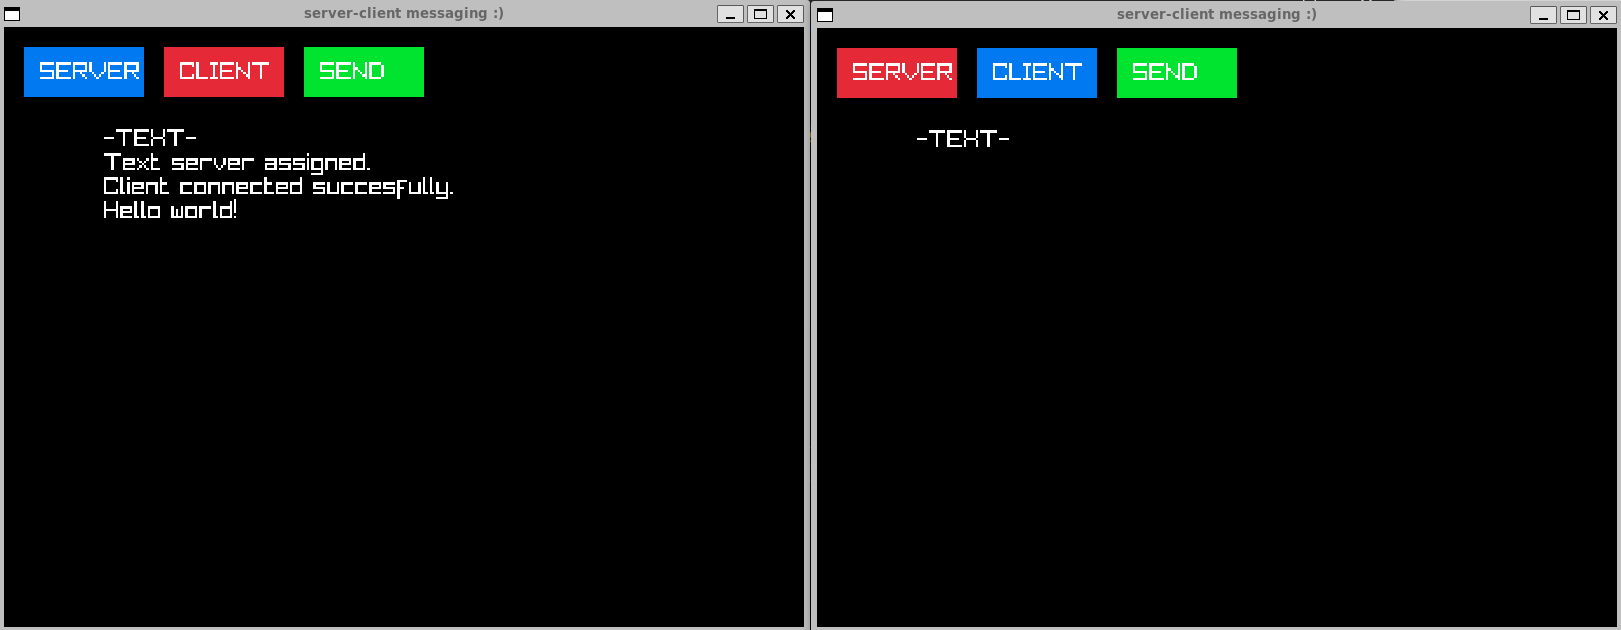 server-client messaging :)
SERVER CLIENT SEND
-TEXT-
Text server assigned.
Client connected succesfully.
Hello world!
server-client messaging :)
SERVER CLIENT SEND
-TEXT-